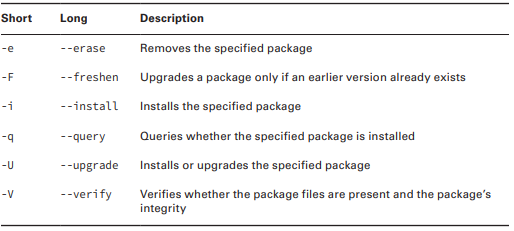 Short Long Description
-e --erase Removes the specified package
-F --freshen Upgrades a package only if an earlier version already exists
-i --install Installs the specified package
-q --query Queries whether the specified package is installed
-U --upgrade Installs or upgrades the specified package
-V --verify Verifies whether the package files are present and the package's
integrity